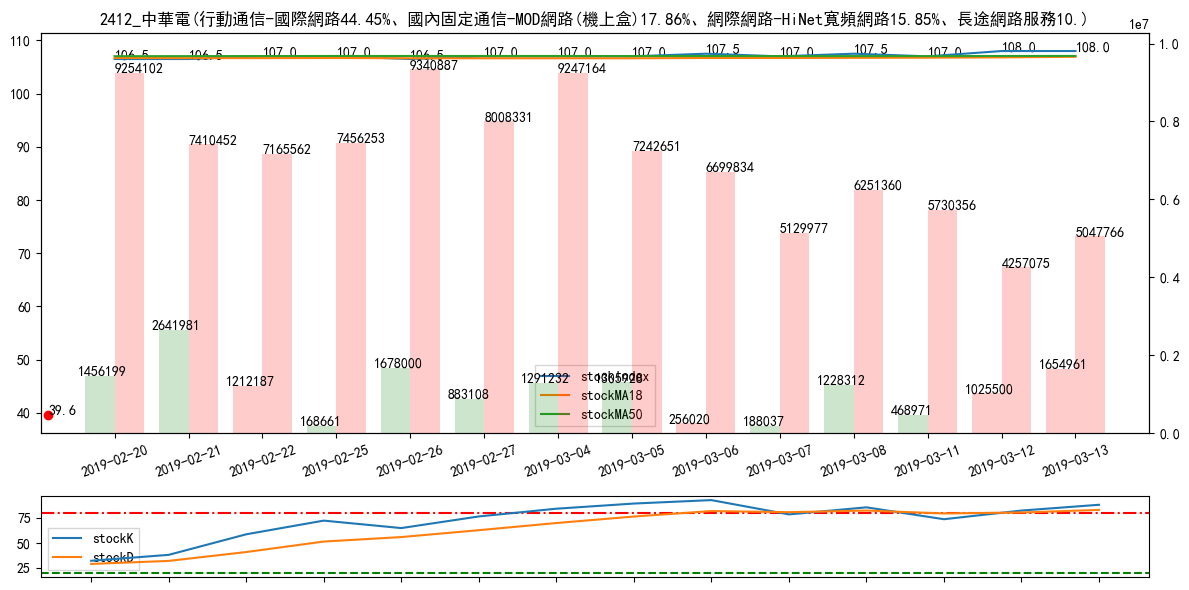 2412_中華電(行動通信-國際網路44.45%、國內固定通信-MOD網路(機上盒)17.86%、網際網路-HiNet寬頻網路15.85%、長途網路服務10.)
1e7
110
100
90
80
70
60
50
40
1.0
0.8
0.6
0.4
0.2
0.0
106.5 106.5 107.0 107.0 106.5 107.0 107.0 107.0 107.5 107.0 107.5 107.0 108.0 108.0
9254102 7410452 7165562 7456253 9340887 8008331 9247164 7242651 6699834 5129977 6251360 5730356 4257075 5047766
1456199 2641981 1212187 168661 1678000 883108 1291232 256020 188037 1228312 468971 1025500 1654961
39.6
stockIndex
stockMA18
stockMA50
2019-02-20 2019-02-21 2019-02-22 2019-02-25 2019-02-26 2019-02-27 2019-03-04 2019-03-05 2019-03-06 2019-03-07 2019-03-08 2019-03-11 2019-03-12 2019-03-13
75
50
25
stockK
stockD